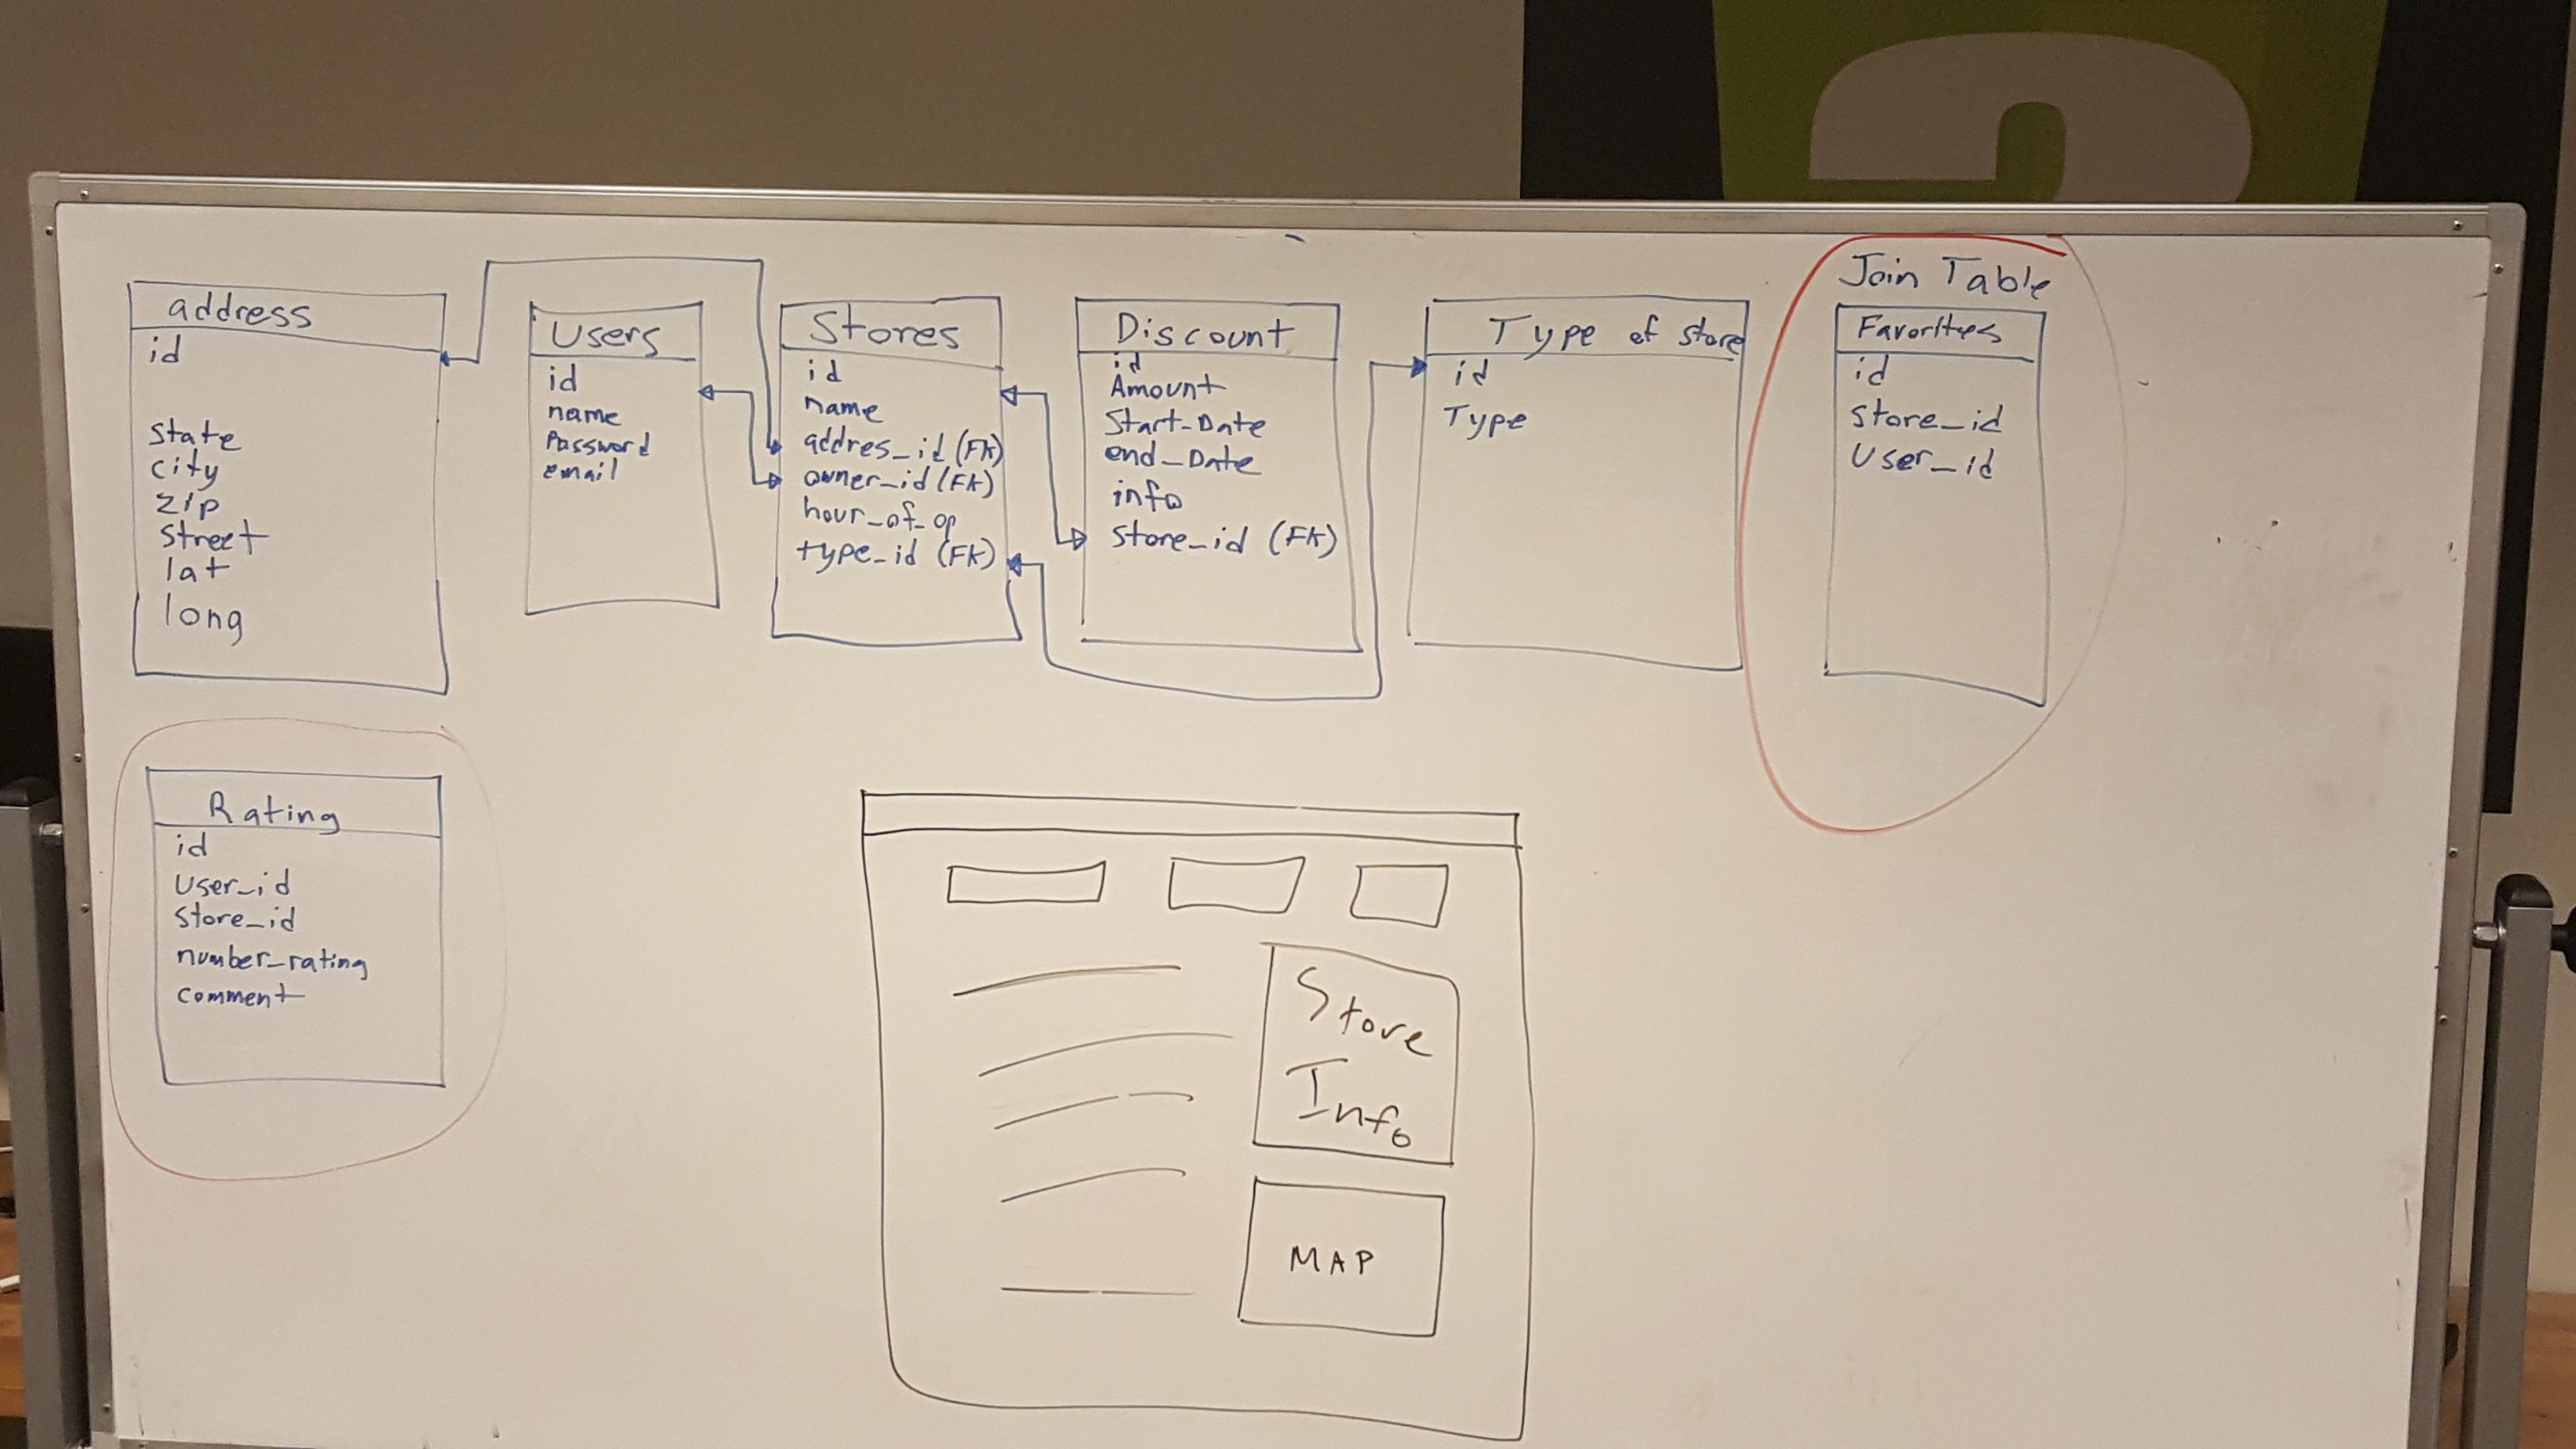 address
id
state
city
zip
street
lat
long
Users
id
name
Password
email
Stores
id
name
addres_id (FK)
owner_id (FK)
hour_of_op
type_id (FK)
Discount
id
Amount
Start-Date
end_Date
info
store_id (FK)
Type of store
id
Type
Join Table
Favorites
id
store_id
User_id
Rating
id
User_id
Store_id
number_rating
comment
Store
Info
MAP